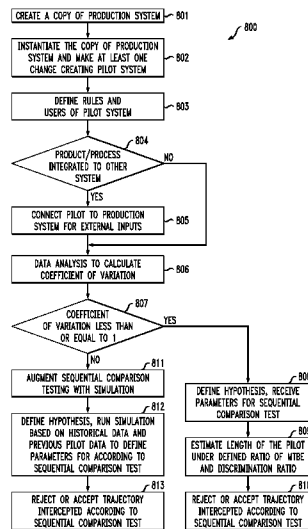 800
CREATE A COPY OF PRODUCTION SYSTEM
801
INSTANTIATE THE COPY OF PRODUCTION
SYSTEM AND MAKE AT LEAST ONE
CHANGE CREATING PILOT SYSTEM
802
DEFINE RULES AND
USERS OF PILOT SYSTEM
803
804
PRODUCT/PROCESS
INTEGRATED TO OTHER
SYSTEM
NO
YES
CONNECT PILOT TO PRODUCTION
SYSTEM FOR EXTERNAL INPUTS
805
DATA ANALYSIS TO CALCULATE
COEFFICIENT OF VARIATION
806
807
COEFFICIENT
OF VARIATION LESS THAN
OR EQUAL TO 1
YES
NO
811
AUGMENT SEQUENTIAL COMPARISON
TESTING WITH SIMULATION
812
DEFINE HYPOTHESIS, RUN SIMULATION
BASED ON HISTORICAL DATA AND
PREVIOUS PILOT DATA TO DEFINE
PARAMETERS FOR ACCORDING TO
SEQUENTIAL COMPARISON TEST
813
REJECT OR ACCEPT TRAJECTORY
INTERCEPTED ACCORDING TO
SEQUENTIAL COMPARISON TEST
DEFINE HYPOTHESIS, RECEIVE
PARAMETERS FOR SEQUENTIAL
COMPARISON TEST
ESTIMATE LENGTH OF THE PILOT
UNDER DEFINED RATIO OF MTBE
AND DISCRIMINATION RATIO
REJECT OR ACCEPT TRAJECTORY
INTERCEPTED ACCORDING TO
SEQUENTIAL COMPARISON TEST